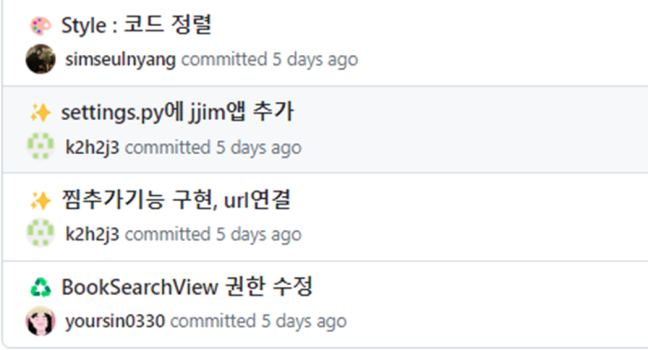 🎨 Style : 코드 정렬
simseulnyang committed 5 days ago
✨ settings.py에 jjim앱 추가
k2h2j3 committed 5 days ago
✨ 찜추가기능 구현, url연결
k2h2j3 committed 5 days ago
♻️ BookSearchView 권한 수정
yoursin0330 committed 5 days ago